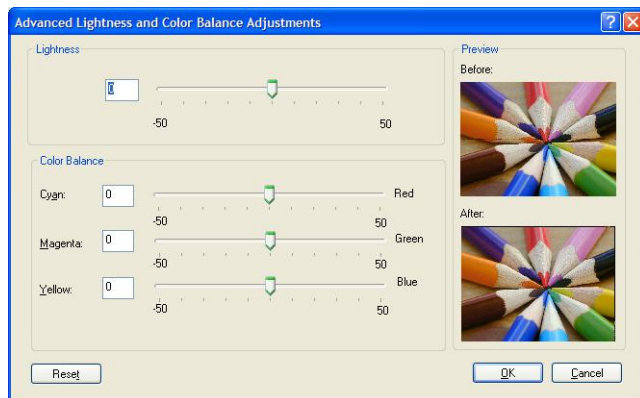 Advanced Lightness and Color Balance Adjustments
Lightness
0
-50 50
Color Balance
Cyan: 0 Red
-50 50
Magenta: 0 Green
-50 50
Yellow: 0 Blue
-50 50
Preview
Before:
After:
Reset OK Cancel